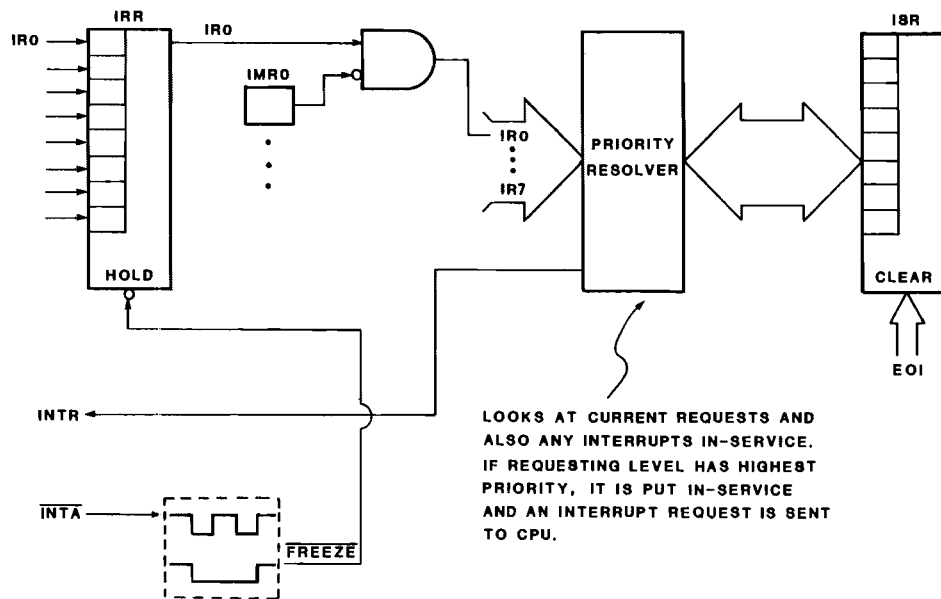 IRR
ISR
IR0
IR0
IMR0
IR0
IR7
PRIORITY
RESOLVER
HOLD
CLEAR
EOI
INTR
LOOKS AT CURRENT REQUESTS AND
ALSO ANY INTERRUPTS IN-SERVICE.
IF REQUESTING LEVEL HAS HIGHEST
PRIORITY, IT IS PUT IN-SERVICE
AND AN INTERRUPT REQUEST IS SENT
TO CPU.
INTA
FREEZE